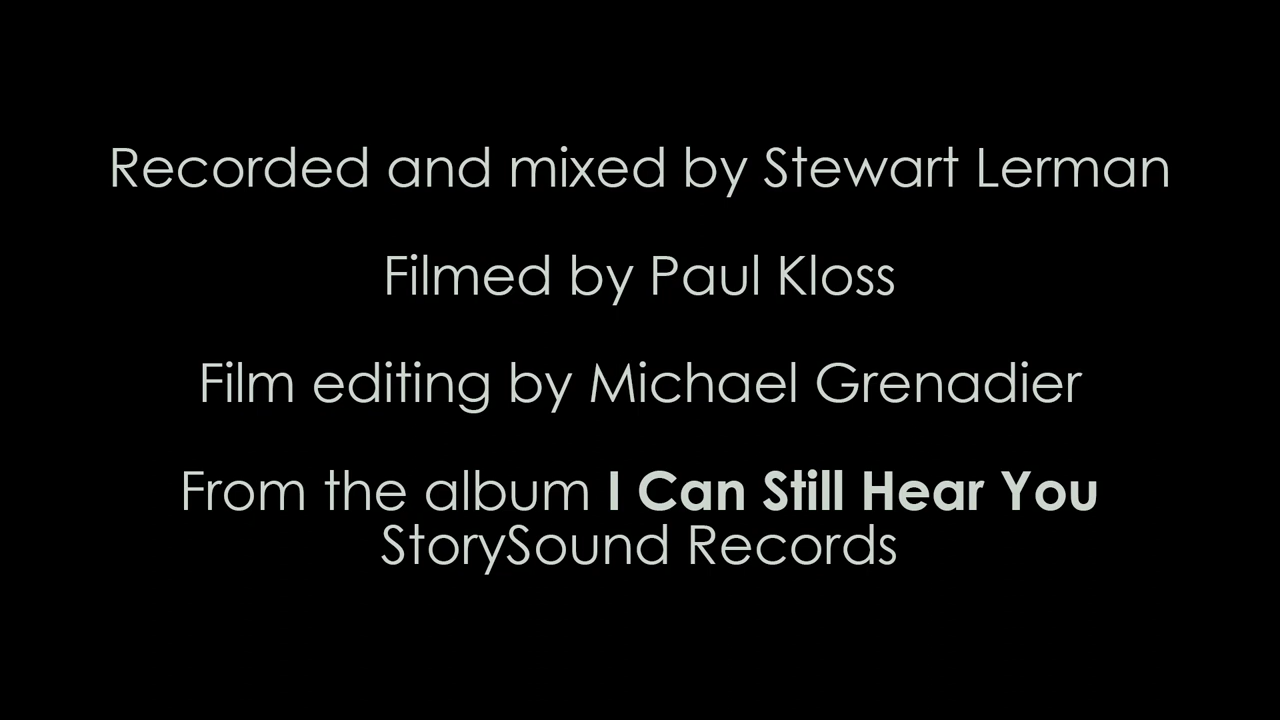 Recorded and mixed by Stewart Lerman
Filmed by Paul Kloss
Film editing by Michael Grenadier
From the album I Can Still Hear You
StorySound Records